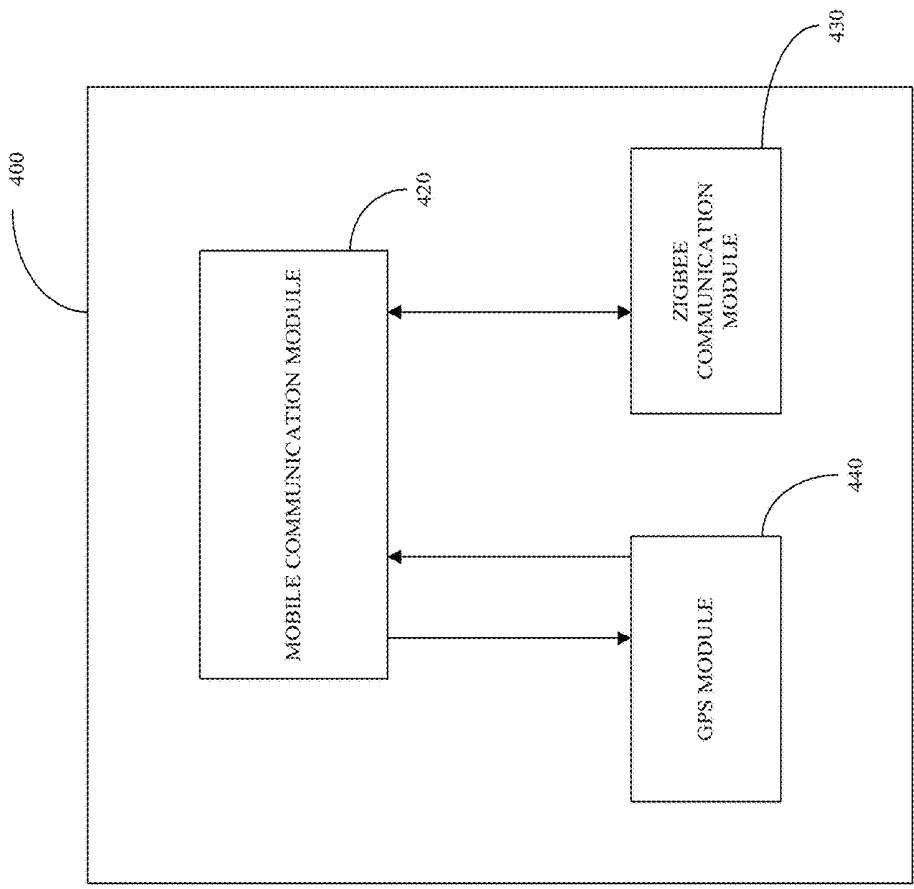 400
420
MOBILE COMMUNICATION MODULE
430
ZIGBEE
COMMUNICATION
MODULE
440
GPS MODULE